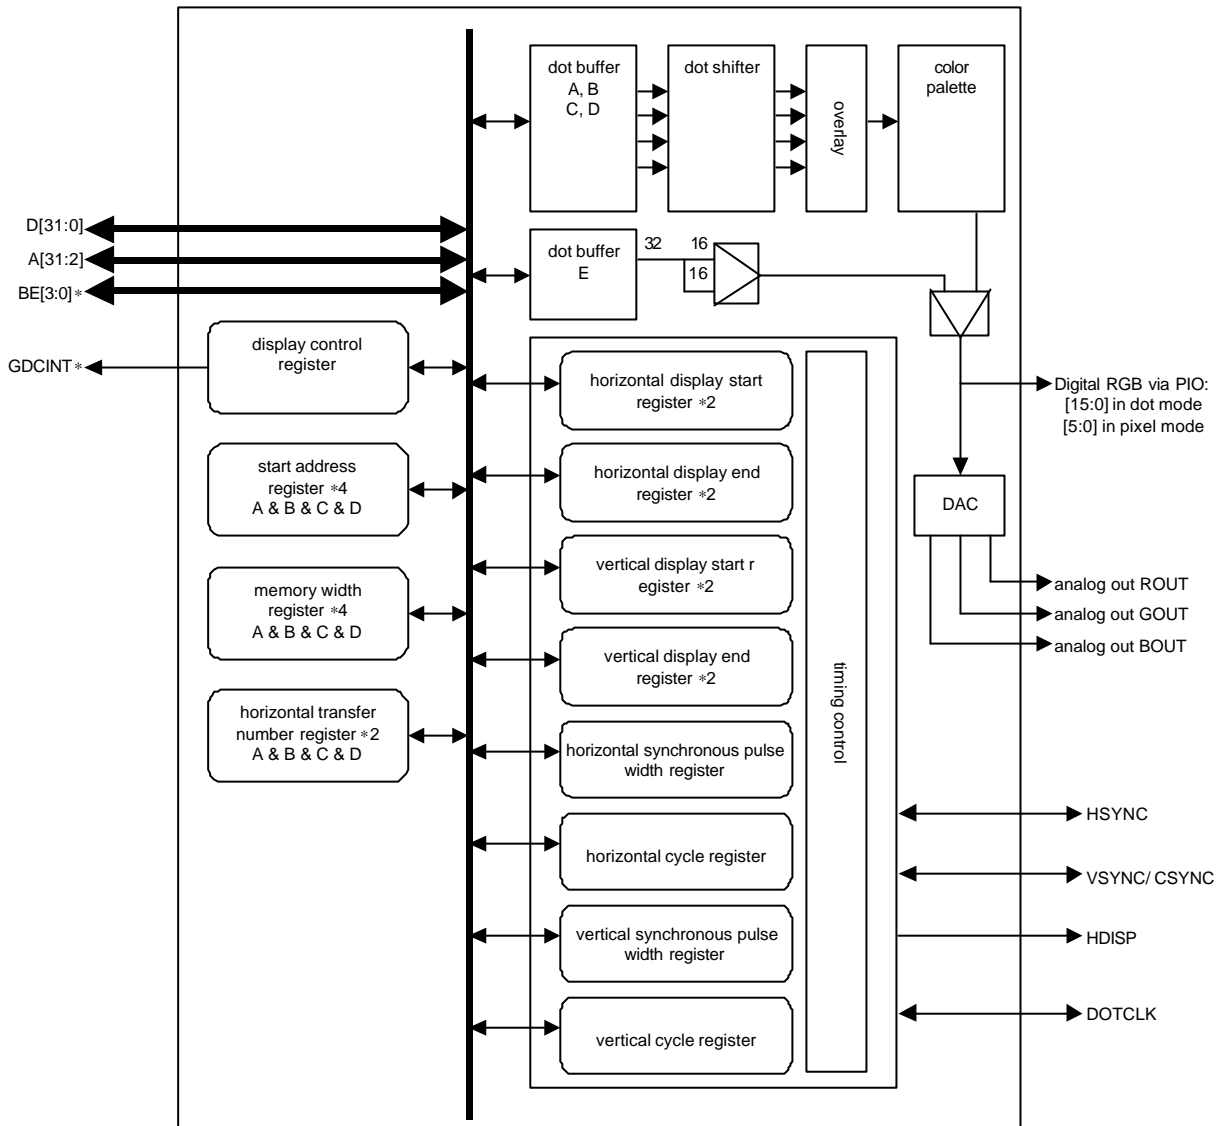 dot buffer
A, B
C, D
dot shifter
overlay
color
palette
D[31:0]
A[31:2]
BE[3:0]*
dot buffer
E
32
16
16
GDCINT*
display control
register
start address
register *4
A & B & C & D
memory width
register *4
A & B & C & D
horizontal transfer
number register *2
A & B & C & D
horizontal display start
register *2
horizontal display end
register *2
vertical display start r
egister *2
vertical display end
register *2
horizontal synchronous pulse
width register
horizontal cycle register
vertical synchronous pulse
width register
vertical cycle register
timing control
Digital RGB via PIO:
[15:0] in dot mode
[5:0] in pixel mode
DAC
analog out ROUT
analog out GOUT
analog out BOUT
HSYNC
VSYNC/ CSYNC
HDISP
DOTCLK